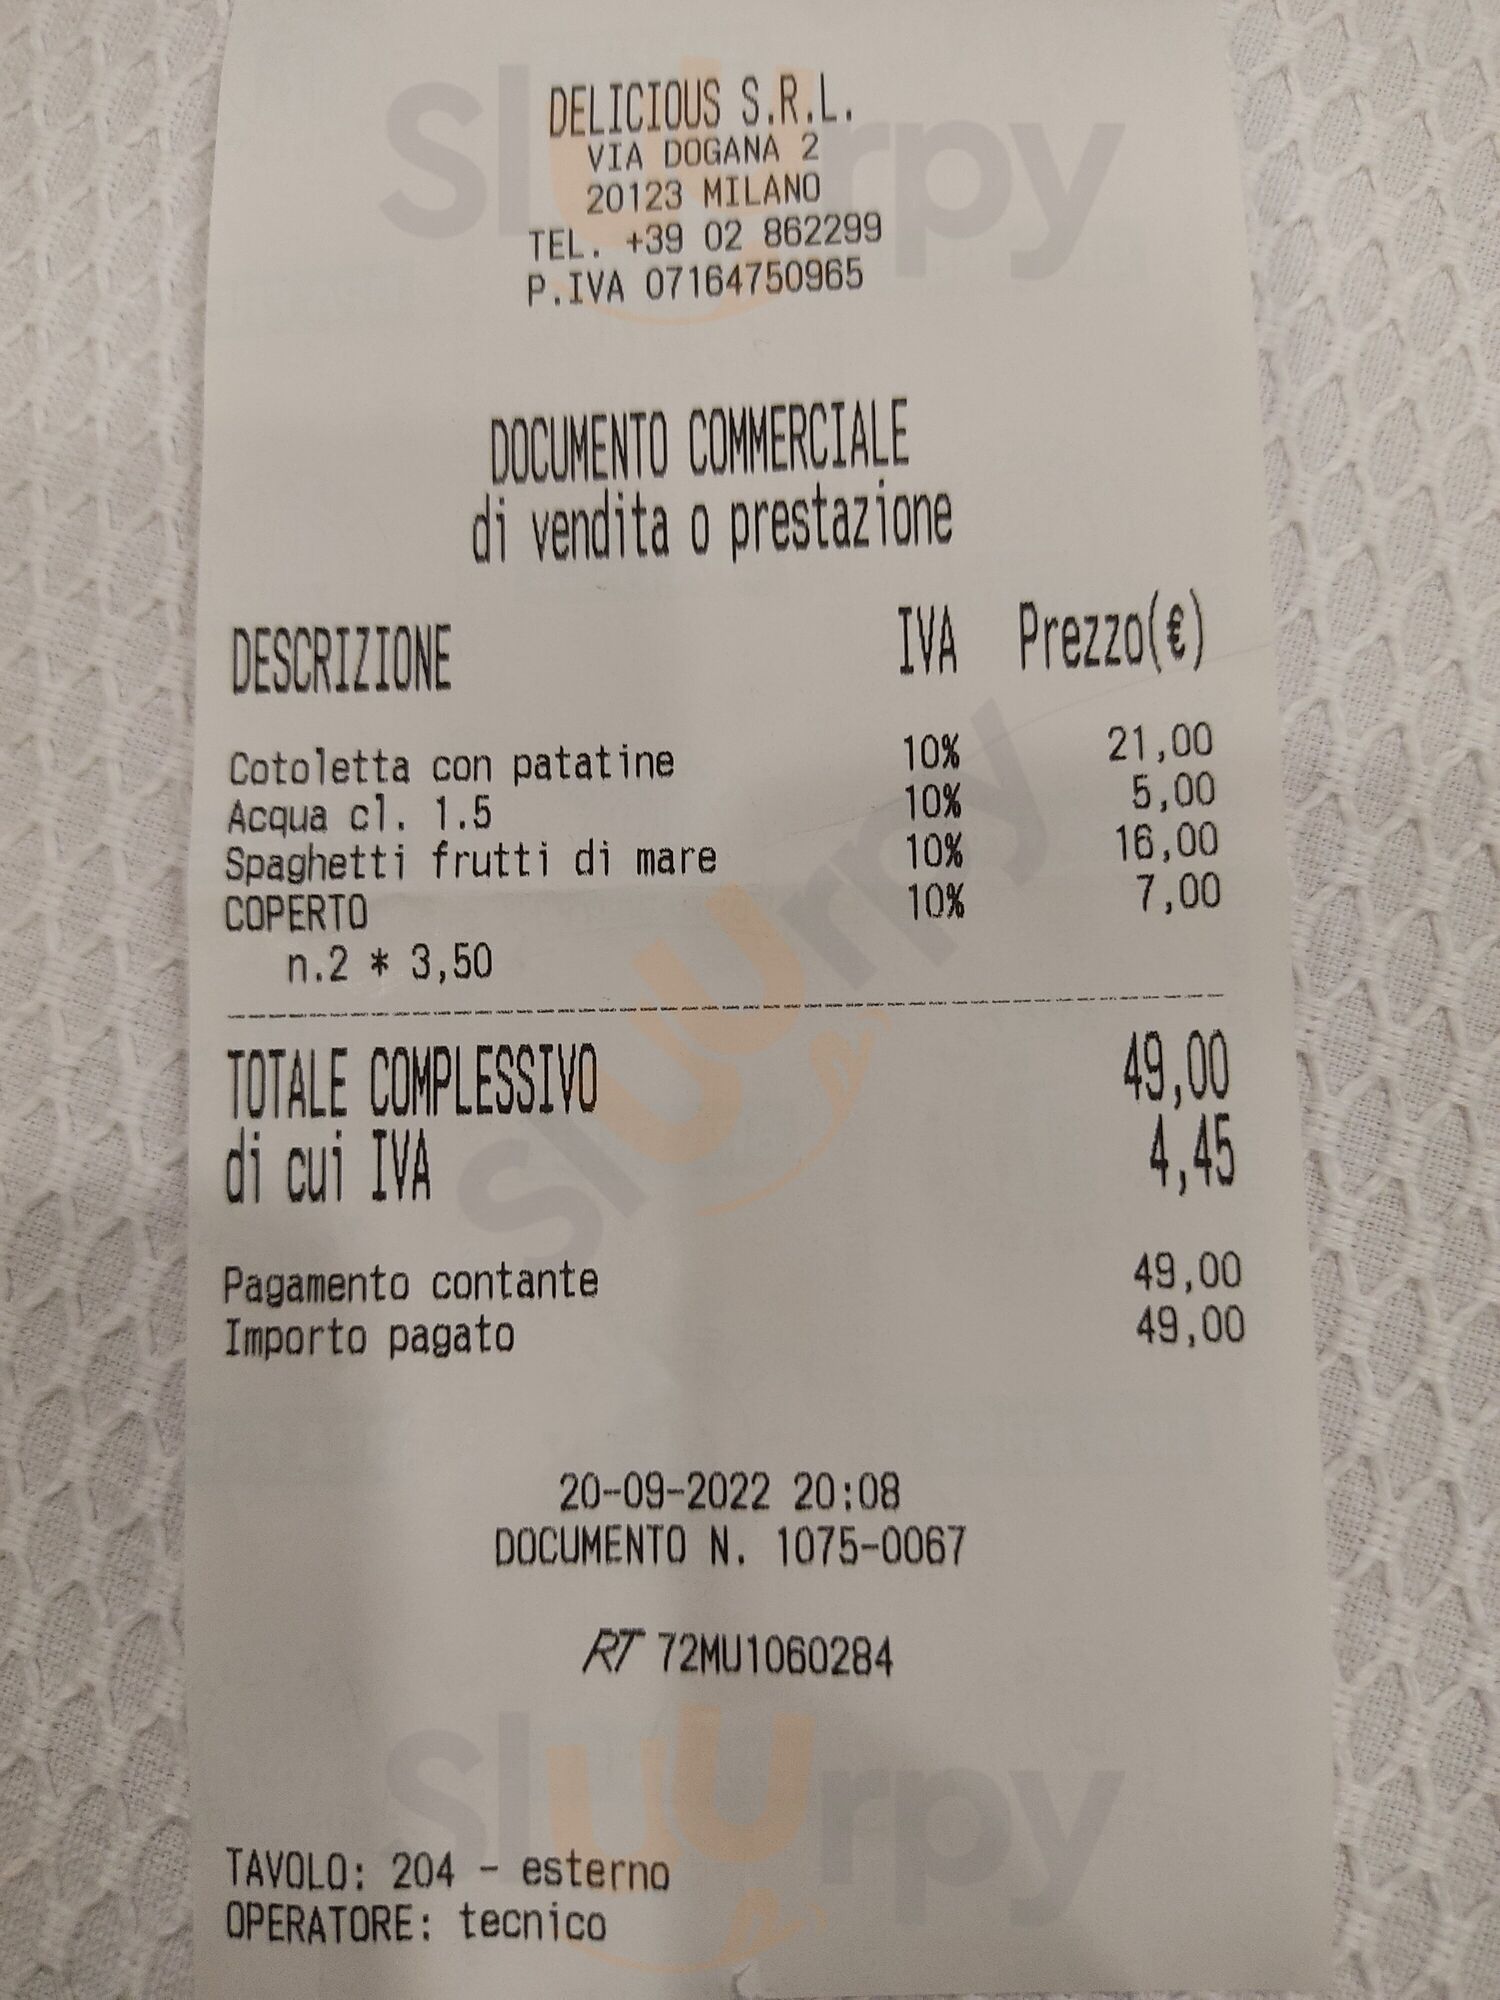 DELICIOUS S.R.L.
VIA DOGANA 2
20123 MILANO
TEL. +39 02 862299
P.IVA 07164750965
DOCUMENTO COMMERCIALE
di vendita o prestazione
DESCRIZIONE IVA Prezzo(€)
Cotoletta con patatine 10% 21,00
Acqua cl. 1.5 10% 5,00
Spaghetti frutti di mare 10% 16,00
COPERTO 10% 7,00
n.2 * 3,50
TOTALE COMPLESSIVO 49,00
di cui IVA 4,45
Pagamento contante 49,00
Importo pagato 49,00
20-09-2022 20:08
DOCUMENTO N. 1075-0067
RT 72MU1060284
TAVOLO: 204 - esterno
OPERATORE: tecnico
Sluurpy
Sluurpy
Sluurpy